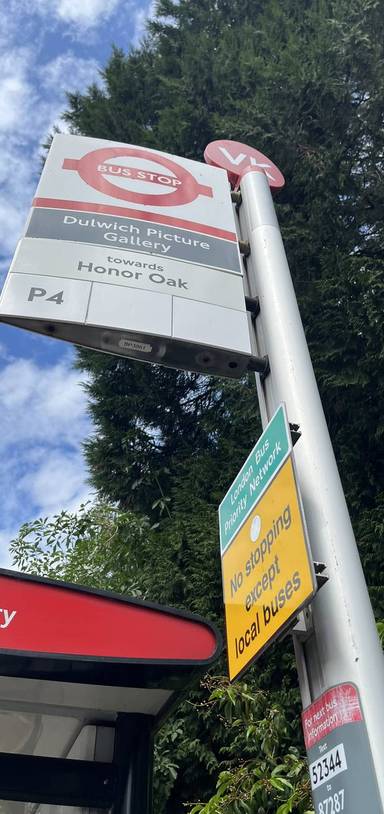 VK
BUS STOP
Dulwich Picture
Gallery
towards
Honor Oak
P4
London Bus
Priority Network
No stopping
except
local buses
y
For next bus
information
Text
52344
to
87287